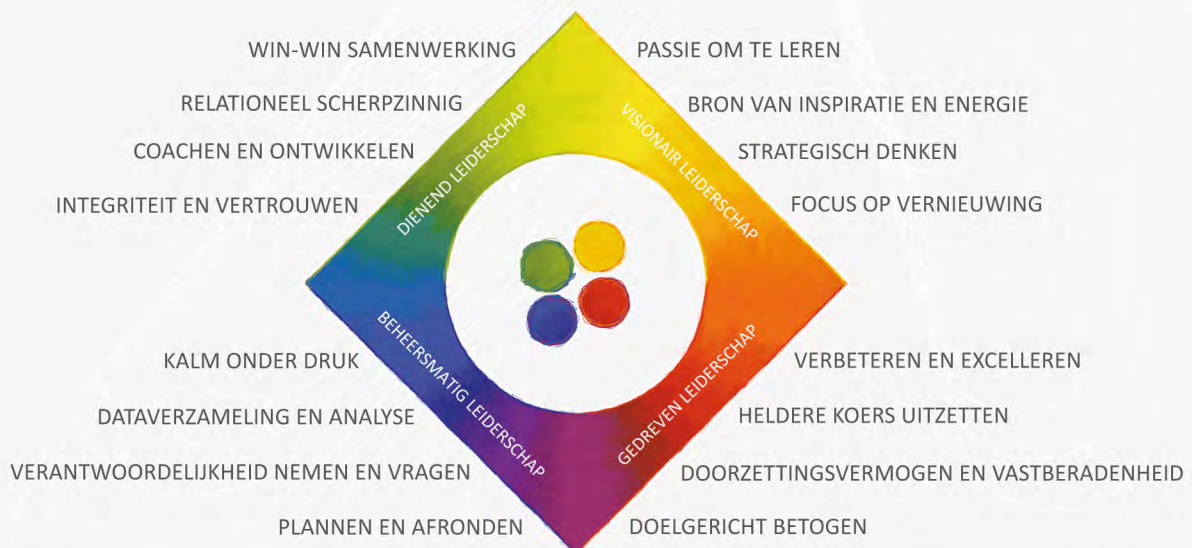 WIN-WIN SAMENWERKING
PASSIE OM TE LEREN
RELATIONEEL SCHERPZINNIG
BRON VAN INSPIRATIE EN ENERGIE
COACHEN EN ONTWIKKELEN
STRATEGISCH DENKEN
INTEGRITEIT EN VERTROUWEN
FOCUS OP VERNIEUWING
DIENEND LEIDERSCHAP
VISIONAIR LEIDERSCHAP
BEHEERSMATIG LEIDERSCHAP
GEDREVEN LEIDERSCHAP
KALM ONDER DRUK
VERBETEREN EN EXCELLEREN
DATAVERZAMELING EN ANALYSE
HELDERE KOERS UITZETTEN
VERANTWOORDELIJKHEID NEMEN EN VRAGEN
DOORZETTINGSVERMOGEN EN VASTBERADENHEID
PLANNEN EN AFRONDEN
DOELGERICHT BETOGEN